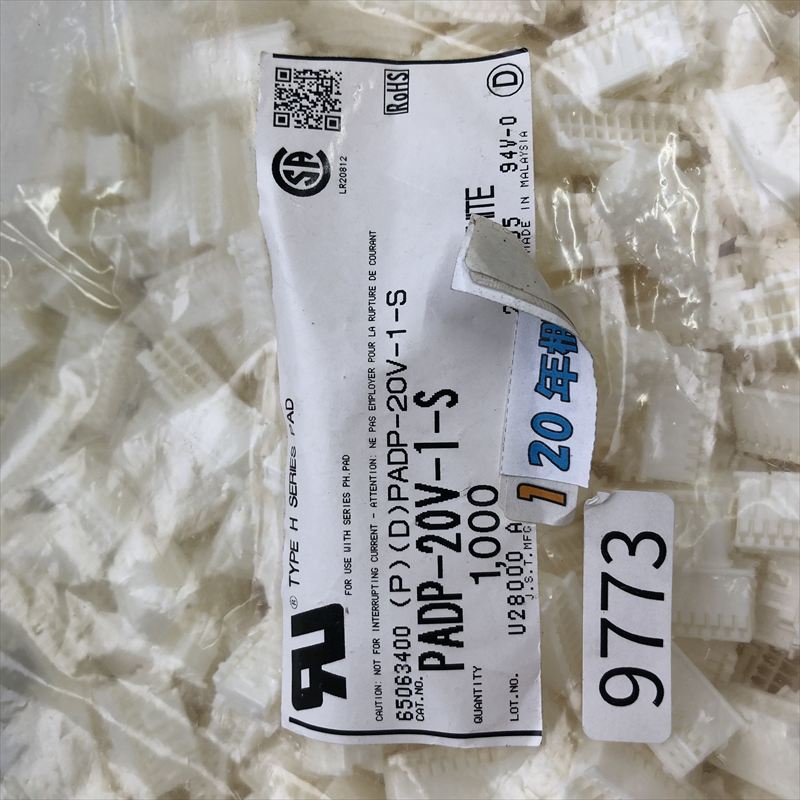 TYPE H SERIES PAD
FOR USE WITH SERIES PH.PAD
CAUTION: NOT FOR INTERRUPTING CURRENT - ATTENTION: NE PAS EMPLOYER POUR LA RUPTURE DE COURANT
LR20812
RoHS
65063400 (P)(D)PADP-20V-1-S
CAT.NO. PADP-20V-1-S
QUANTITY 1,000
LOT.NO. U28000
J.S.T.MFG
94V-0
MADE IN MALAYSIA
D
1 20 年
9773